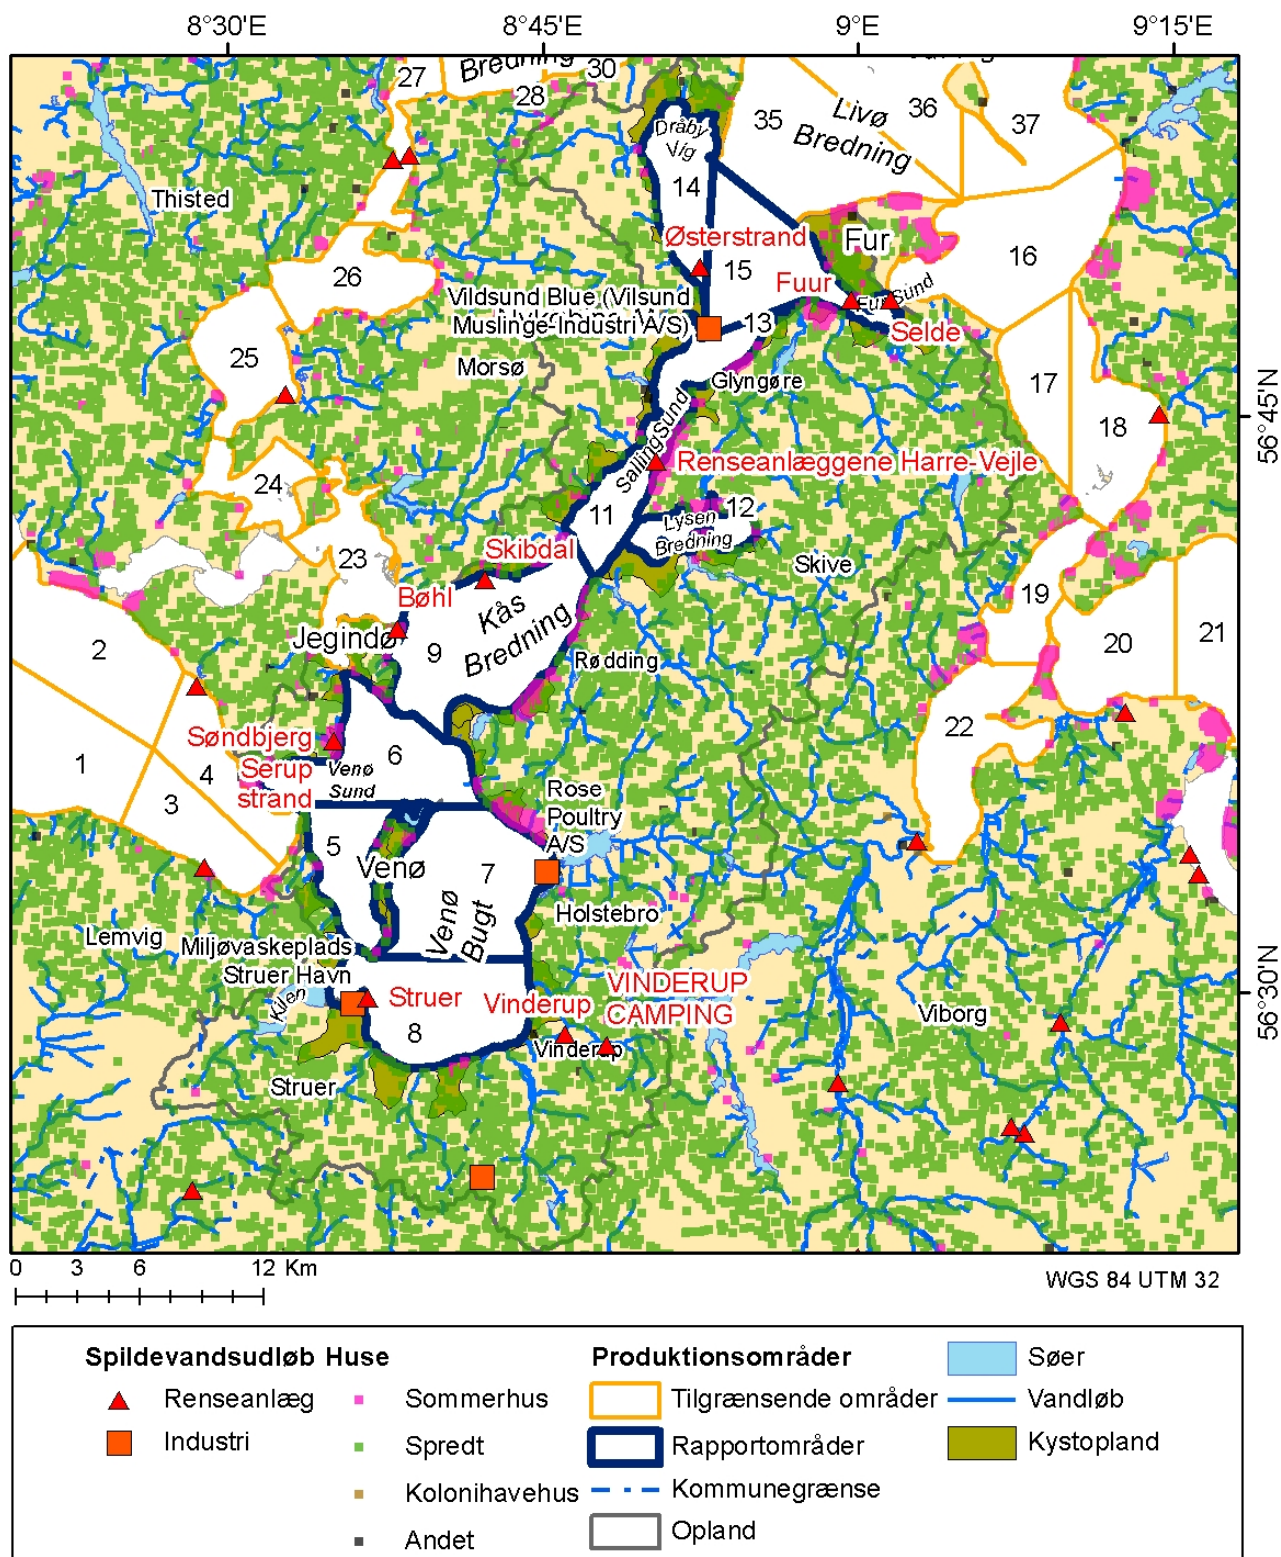 8°30'E
8°45'E
9°E
9°15'E
27
Bredning
30
28
35
Livø
Bredning
36
37
Dråby
Vig
14
Thisted
Østerstrand
Fur
16
26
15
Fuur
Fur Sund
Vildsund Blue (Vilsund
Muslinge-Industri A/S)
13
Selde
25
Morsø
Glyngøre
17
56°45'N
18
Salling Sund
Renseanlæggene Harre-Vejle
24
11
12
Lysen
Bredning
Skibdal
23
Skive
Bøhl
Kås
Bredning
19
2
Jegindø
9
20
21
Rødding
Søndbjerg
22
1
4
6
Serup
strand
Venø
Sund
3
Rose
Poultry
A/S
5
Venø
7
Venø
Bugt
Holstebro
Lemvig
Miljøvaskeplads
Struer Havn
Kilen
Struer
Vinderup
VINDERUP
CAMPING
56°30'N
8
Viborg
Vinderup
Struer
0 3 6 12 Km
WGS 84 UTM 32
Spildevandsudløb Huse
Produktionsområder
Søer
Renseanlæg
Sommerhus
Tilgrænsende områder
Vandløb
Industri
Spredt
Rapportområder
Kystopland
Kolonihavehus
Kommunegrænse
Andet
Opland